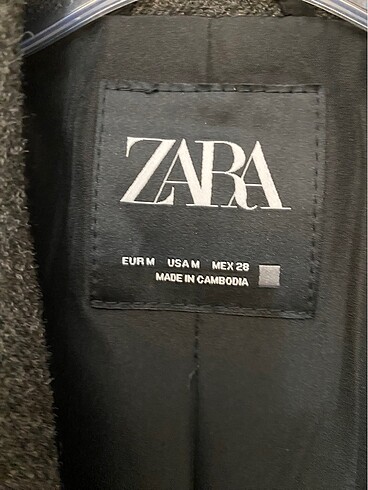 ZARA
EUR M USA M MEX 28
MADE IN CAMBODIA